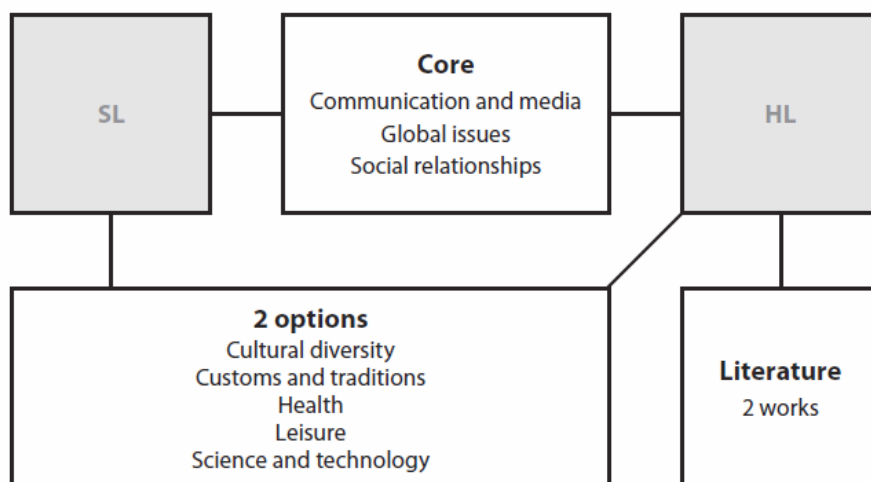 SL
Core
Communication and media
Global issues
Social relationships
HL
2 options
Cultural diversity
Customs and traditions
Health
Leisure
Science and technology
Literature
2 works